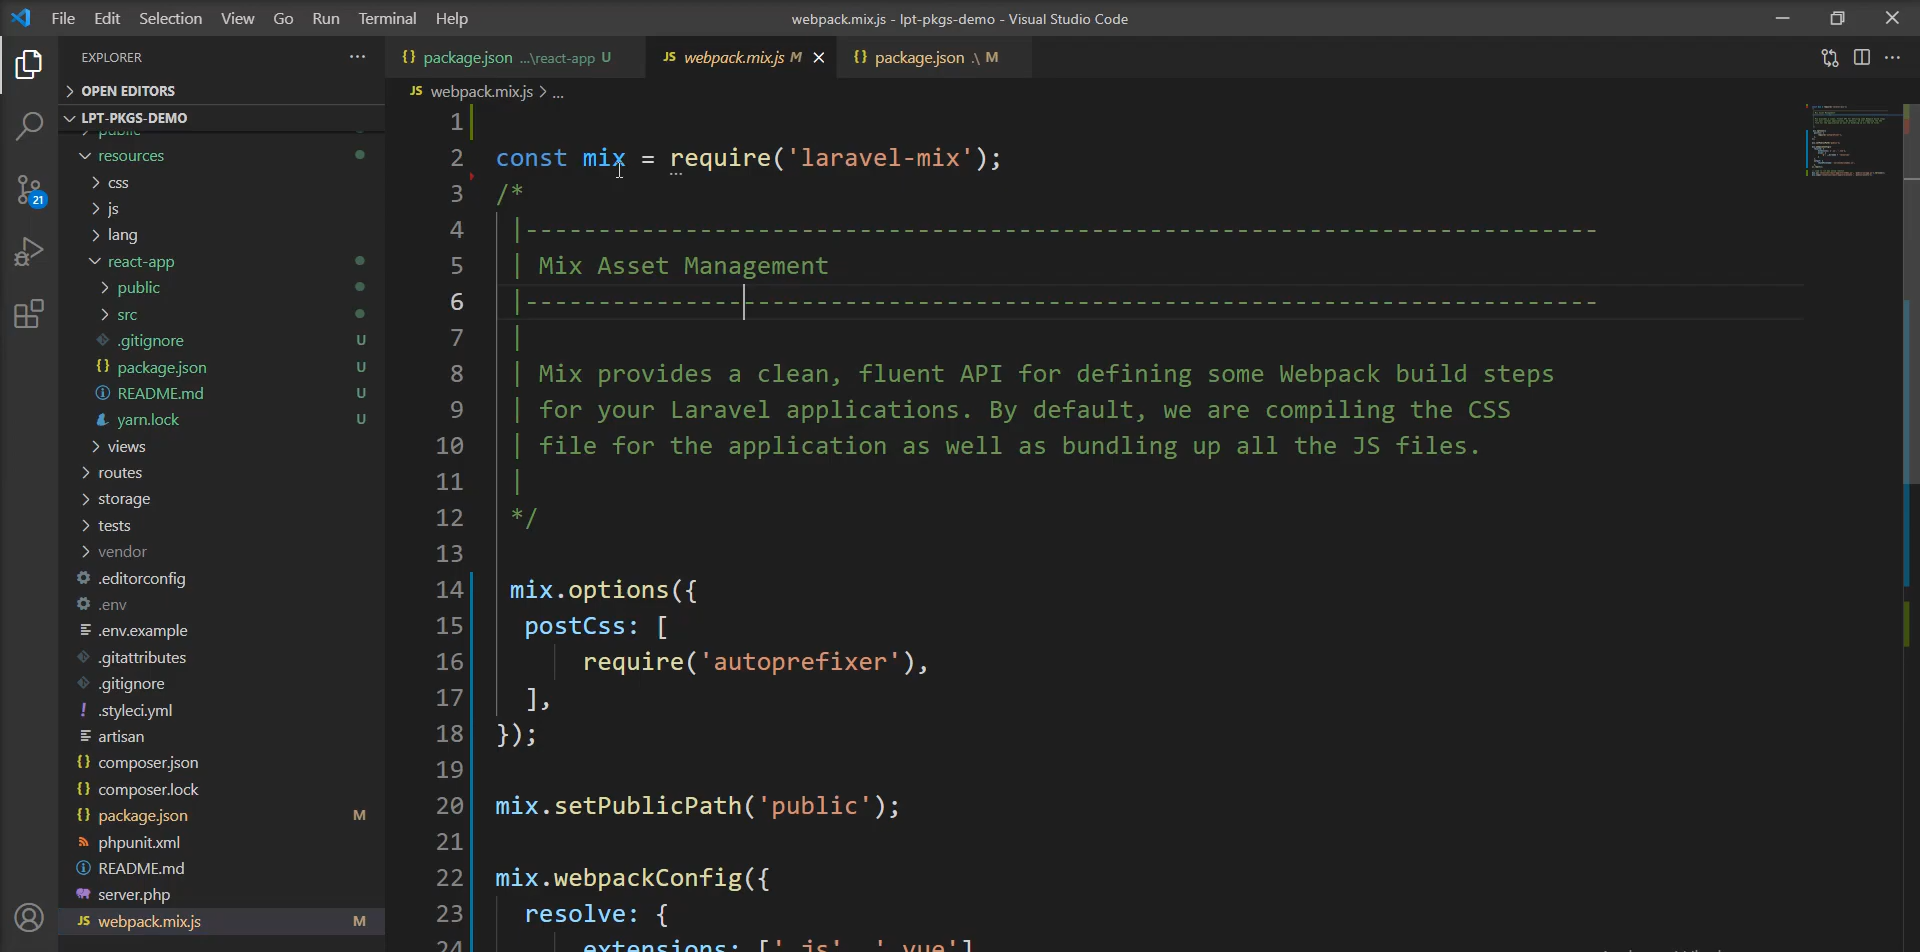 File Edit Selection View Go Run Terminal Help
webpack.mix.js - lpt-pkgs-demo - Visual Studio Code
EXPLORER
OPEN EDITORS
LPT-PKGS-DEMO
public
resources
css
js
lang
react-app
public
src
.gitignore U
package.json U
README.md U
yarn.lock U
views
routes
storage
tests
vendor
.editorconfig
.env
.env.example
.gitattributes
.gitignore
.styleci.yml
artisan
composer.json
composer.lock
package.json M
phpunit.xml
README.md
server.php
webpack.mix.js M
21
{} package.json ...\react-app U
JS webpack.mix.js M
{} package.json .\ M
JS webpack.mix.js > ...
1
2 const mix = require('laravel-mix');
3 /*
4 |--------------------------------------------------------------------------
5 | Mix Asset Management
6 |--------------------------------------------------------------------------
7 |
8 | Mix provides a clean, fluent API for defining some Webpack build steps
9 | for your Laravel applications. By default, we are compiling the CSS
10 | file for the application as well as bundling up all the JS files.
11 |
12 */
13
14 mix.options({
15 postCss: [
16 require('autoprefixer'),
17 ],
18 });
19
20 mix.setPublicPath('public');
21
22 mix.webpackConfig({
23 resolve: {
24 extensions: ['.js', '.vue']